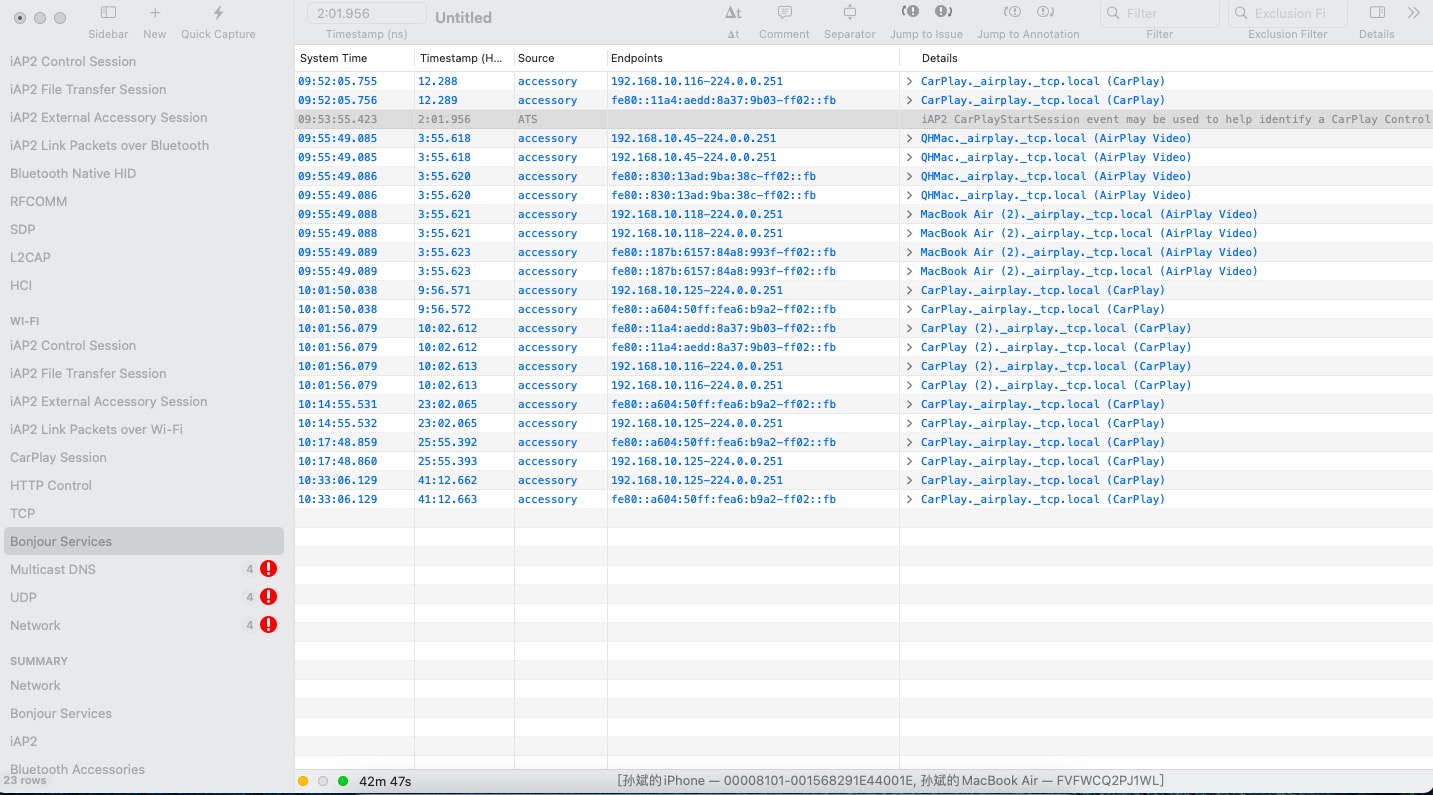 2:01.956 Untitled Δt Filter Exclusion Fi
Sidebar New Quick Capture Timestamp (ns) Δt Comment Separator Jump to Issue Jump to Annotation Filter Exclusion Filter Details
iAP2 Control Session
iAP2 File Transfer Session
iAP2 External Accessory Session
iAP2 Link Packets over Bluetooth
Bluetooth Native HID
RFCOMM
SDP
L2CAP
HCI
WI-FI
iAP2 Control Session
iAP2 File Transfer Session
iAP2 External Accessory Session
iAP2 Link Packets over Wi-Fi
CarPlay Session
HTTP Control
TCP
Bonjour Services
Multicast DNS 4
UDP 4
Network 4
SUMMARY
Network
Bonjour Services
iAP2
Bluetooth Accessories
23 rows
System Time Timestamp (H... Source Endpoints Details
09:52:05.755 12.288 accessory 192.168.10.116-224.0.0.251 CarPlay._airplay._tcp.local (CarPlay)
09:52:05.756 12.289 accessory fe80::11a4:aedd:8a37:9b03-ff02::fb CarPlay._airplay._tcp.local (CarPlay)
09:53:55.423 2:01.956 ATS iAP2 CarPlayStartSession event may be used to help identify a CarPlay Control
09:55:49.085 3:55.618 accessory 192.168.10.45-224.0.0.251 QHMac._airplay._tcp.local (AirPlay Video)
09:55:49.085 3:55.618 accessory 192.168.10.45-224.0.0.251 QHMac._airplay._tcp.local (AirPlay Video)
09:55:49.086 3:55.620 accessory fe80::830:13ad:9ba:38c-ff02::fb QHMac._airplay._tcp.local (AirPlay Video)
09:55:49.086 3:55.620 accessory fe80::830:13ad:9ba:38c-ff02::fb QHMac._airplay._tcp.local (AirPlay Video)
09:55:49.088 3:55.621 accessory 192.168.10.118-224.0.0.251 MacBook Air (2)._airplay._tcp.local (AirPlay Video)
09:55:49.088 3:55.621 accessory 192.168.10.118-224.0.0.251 MacBook Air (2)._airplay._tcp.local (AirPlay Video)
09:55:49.089 3:55.623 accessory fe80::187b:6157:84a8:993f-ff02::fb MacBook Air (2)._airplay._tcp.local (AirPlay Video)
09:55:49.089 3:55.623 accessory fe80::187b:6157:84a8:993f-ff02::fb MacBook Air (2)._airplay._tcp.local (AirPlay Video)
10:01:50.038 9:56.571 accessory 192.168.10.125-224.0.0.251 CarPlay._airplay._tcp.local (CarPlay)
10:01:50.038 9:56.572 accessory fe80::a604:50ff:fea6:b9a2-ff02::fb CarPlay._airplay._tcp.local (CarPlay)
10:01:56.079 10:02.612 accessory fe80::11a4:aedd:8a37:9b03-ff02::fb CarPlay (2)._airplay._tcp.local (CarPlay)
10:01:56.079 10:02.612 accessory fe80::11a4:aedd:8a37:9b03-ff02::fb CarPlay (2)._airplay._tcp.local (CarPlay)
10:01:56.079 10:02.613 accessory 192.168.10.116-224.0.0.251 CarPlay (2)._airplay._tcp.local (CarPlay)
10:01:56.079 10:02.613 accessory 192.168.10.116-224.0.0.251 CarPlay (2)._airplay._tcp.local (CarPlay)
10:14:55.531 23:02.065 accessory fe80::a604:50ff:fea6:b9a2-ff02::fb CarPlay._airplay._tcp.local (CarPlay)
10:14:55.532 23:02.065 accessory 192.168.10.125-224.0.0.251 CarPlay._airplay._tcp.local (CarPlay)
10:17:48.859 25:55.392 accessory fe80::a604:50ff:fea6:b9a2-ff02::fb CarPlay._airplay._tcp.local (CarPlay)
10:17:48.860 25:55.393 accessory 192.168.10.125-224.0.0.251 CarPlay._airplay._tcp.local (CarPlay)
10:33:06.129 41:12.662 accessory 192.168.10.125-224.0.0.251 CarPlay._airplay._tcp.local (CarPlay)
10:33:06.129 41:12.663 accessory fe80::a604:50ff:fea6:b9a2-ff02::fb CarPlay._airplay._tcp.local (CarPlay)
42m 47s [孙斌的iPhone — 00008101-001568291E44001E, 孙斌的MacBook Air — FVFWCQ2PJ1WL]